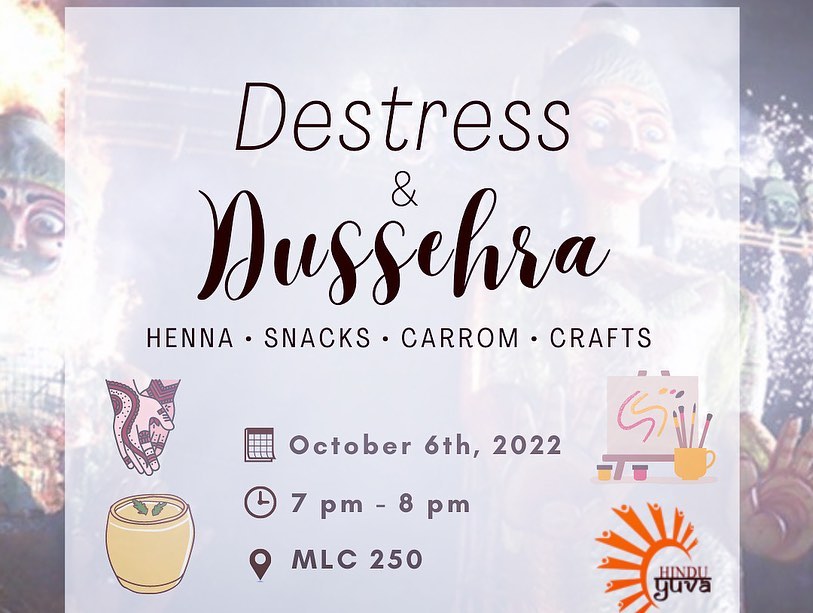 Destress
&
Dussehra
HENNA • SNACKS • CARROM • CRAFTS
October 6th, 2022
7 pm - 8 pm
MLC 250
HINDU
yuva